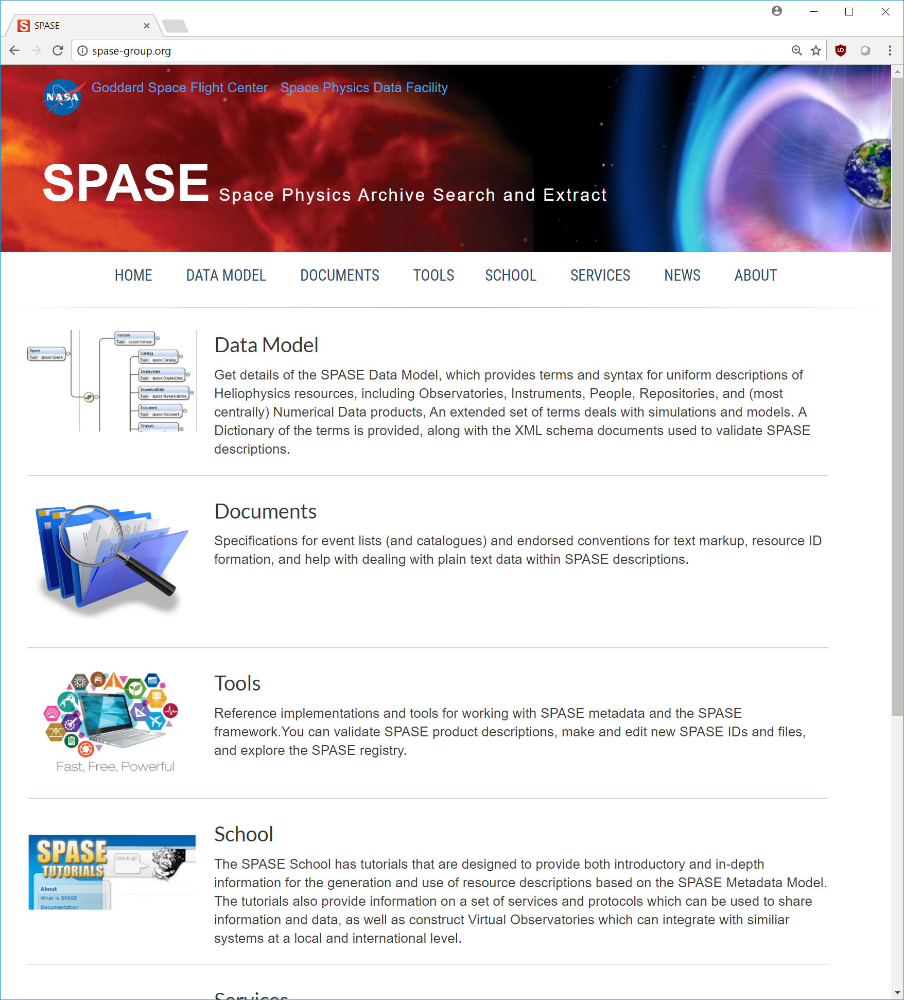 SPASE
spase-group.org
NASA
Goddard Space Flight Center · Space Physics Data Facility
SPASE Space Physics Archive Search and Extract
HOME DATA MODEL DOCUMENTS TOOLS SCHOOL SERVICES NEWS ABOUT
Version
Type spase:Version
Spase
Type spase:Spase
Catalog
Type spase:Catalog
DisplayData
Type spase:DisplayData
NumericalData
Type spase:NumericalData
Document
Type spase:Document
Granule
Data Model
Get details of the SPASE Data Model, which provides terms and syntax for uniform descriptions of
Heliophysics resources, including Observatories, Instruments, People, Repositories, and (most
centrally) Numerical Data products, An extended set of terms deals with simulations and models. A
Dictionary of the terms is provided, along with the XML schema documents used to validate SPASE
descriptions.
Documents
Specifications for event lists (and catalogues) and endorsed conventions for text markup, resource ID
formation, and help with dealing with plain text data within SPASE descriptions.
Fast, Free, Powerful
Tools
Reference implementations and tools for working with SPASE metadata and the SPASE
framework.You can validate SPASE product descriptions, make and edit new SPASE IDs and files,
and explore the SPASE registry.
SPASE
TUTORIALS
Click to go
About
What is SPASE
Documentation
School
The SPASE School has tutorials that are designed to provide both introductory and in-depth
information for the generation and use of resource descriptions based on the SPASE Metadata Model.
The tutorials also provide information on a set of services and protocols which can be used to share
information and data, as well as construct Virtual Observatories which can integrate with similiar
systems at a local and international level.
Services